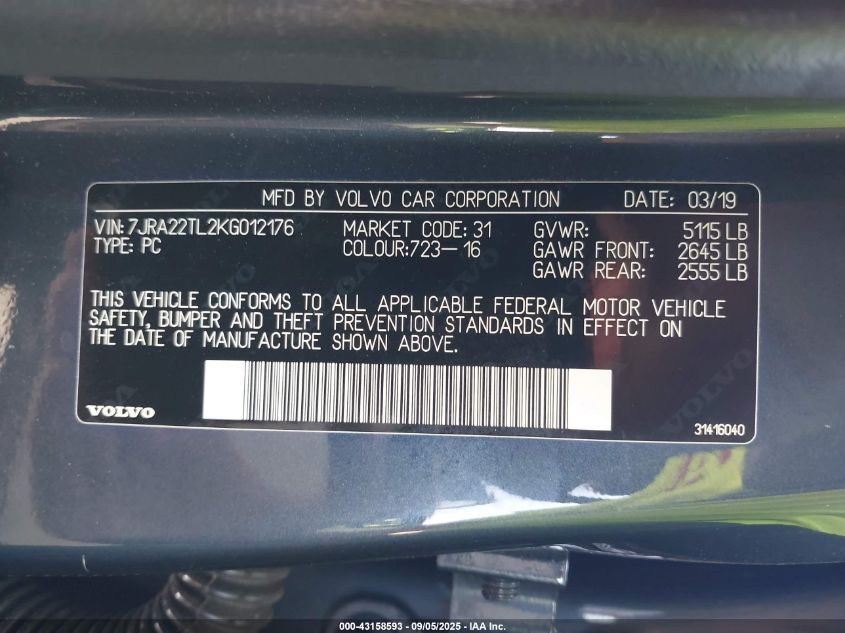 MFD BY VOLVO CAR CORPORATION DATE: 03/19
VIN: 7JRA22TL2KG012176 MARKET CODE: 31 GVWR: 5115 LB
TYPE: PC COLOUR:723-16 GAWR FRONT: 2645 LB
GAWR REAR: 2555 LB
THIS VEHICLE CONFORMS TO ALL APPLICABLE FEDERAL MOTOR VEHICLE
SAFETY, BUMPER AND THEFT PREVENTION STANDARDS IN EFFECT ON
THE DATE OF MANUFACTURE SHOWN ABOVE.
VOLVO
31416040
000-43158593 - 09/05/2025 - IAA Inc.